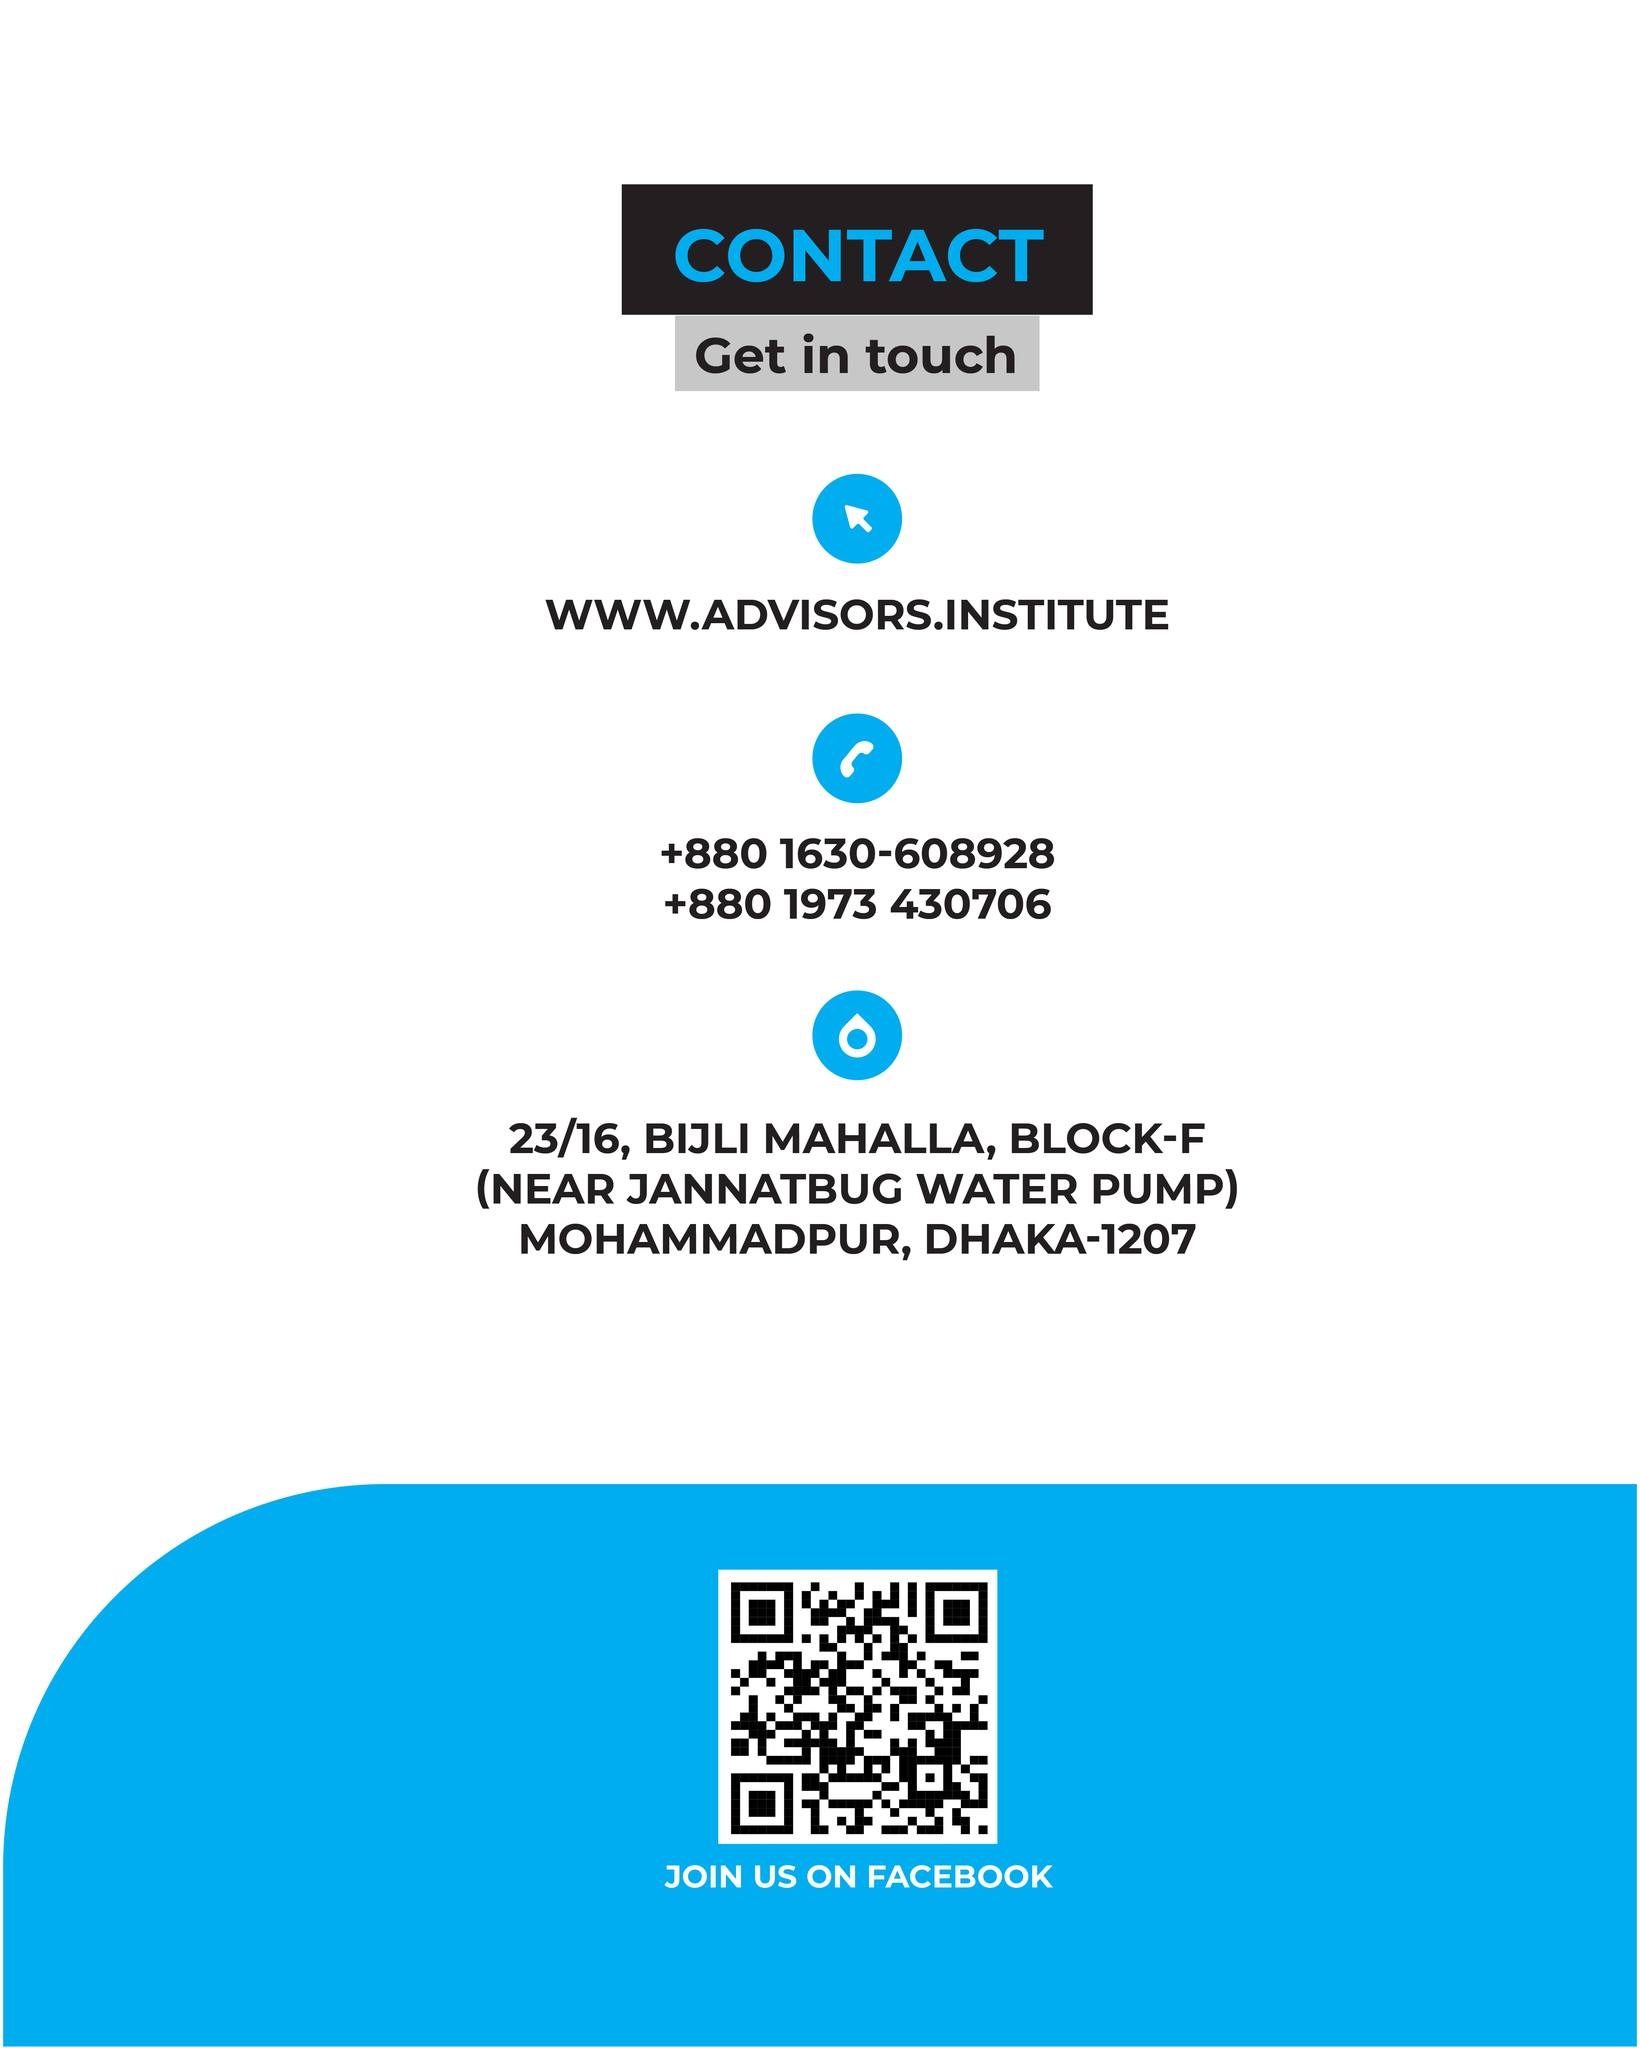 CONTACT
Get in touch
WWW.ADVISORS.INSTITUTE
+880 1630-608928
+880 1973 430706
23/16, BIJLI MAHALLA, BLOCK-F
(NEAR JANNATBUG WATER PUMP)
MOHAMMADPUR, DHAKA-1207
JOIN US ON FACEBOOK